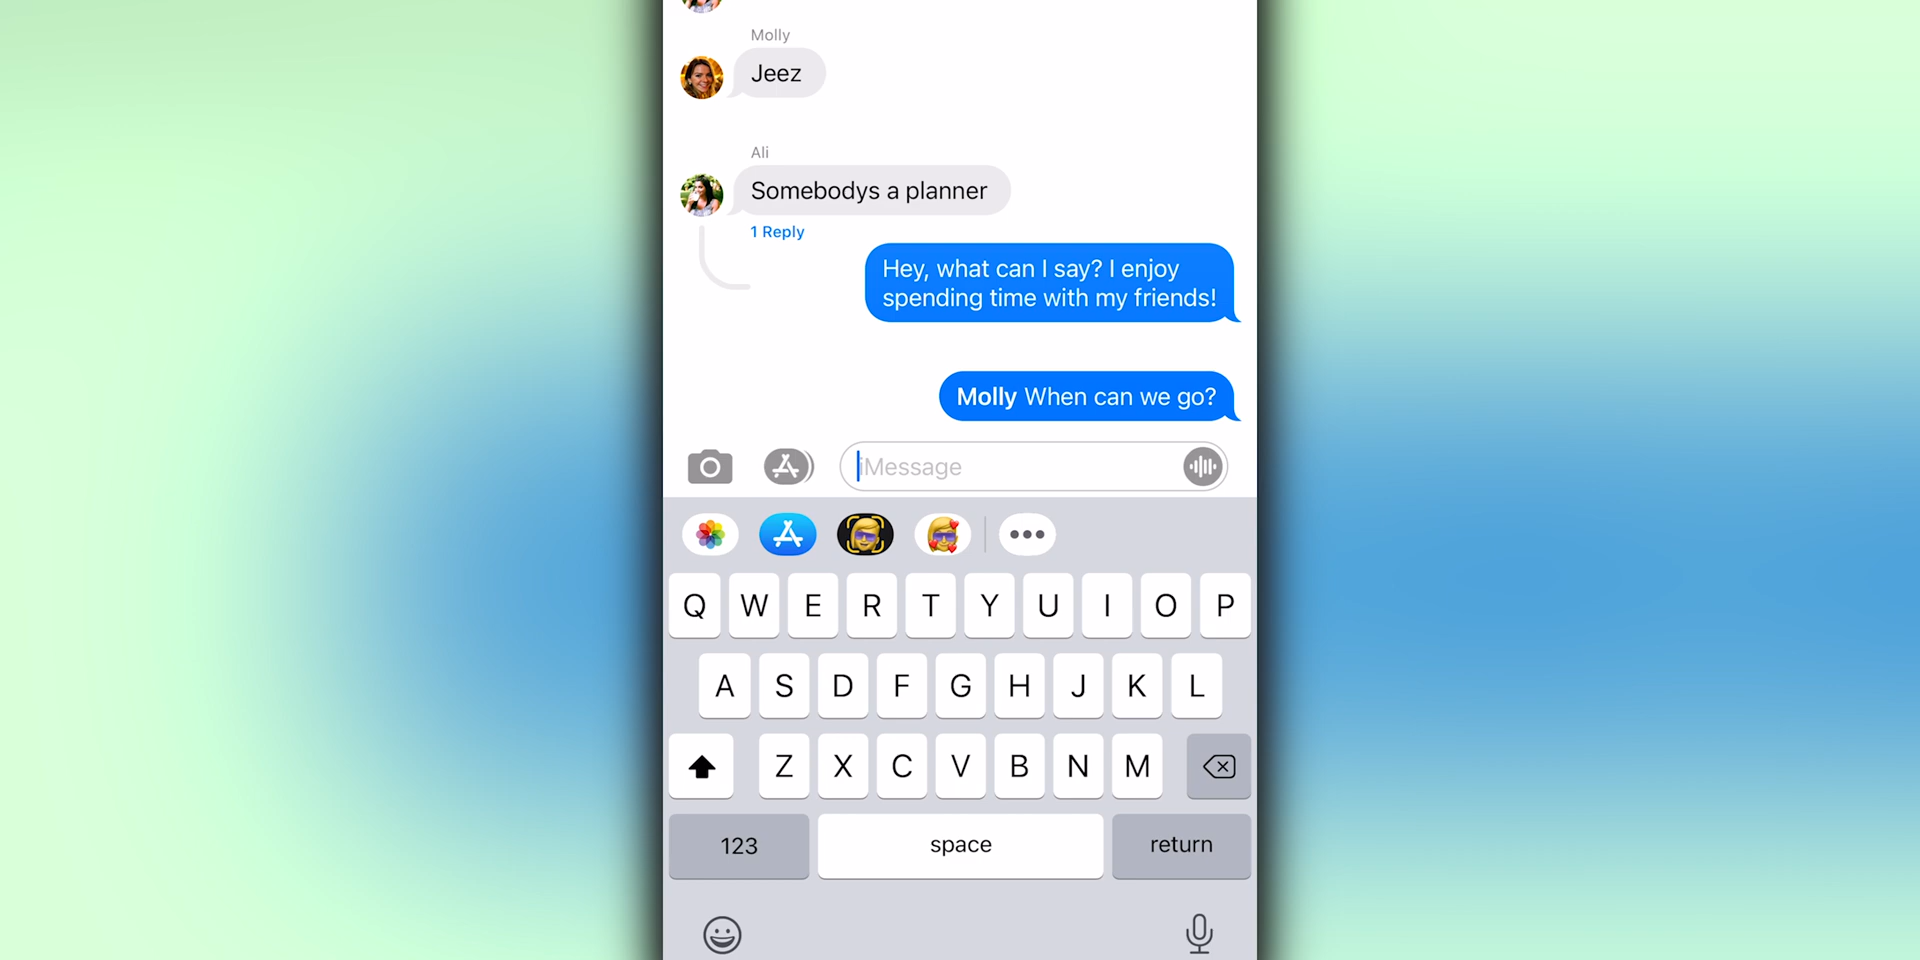 Molly
Jeez
Ali
Somebodys a planner
1 Reply
Hey, what can I say? I enjoy
spending time with my friends!
Molly When can we go?
iMessage
Q W E R T Y U I O P
A S D F G H J K L
Z X C V B N M
123 space return